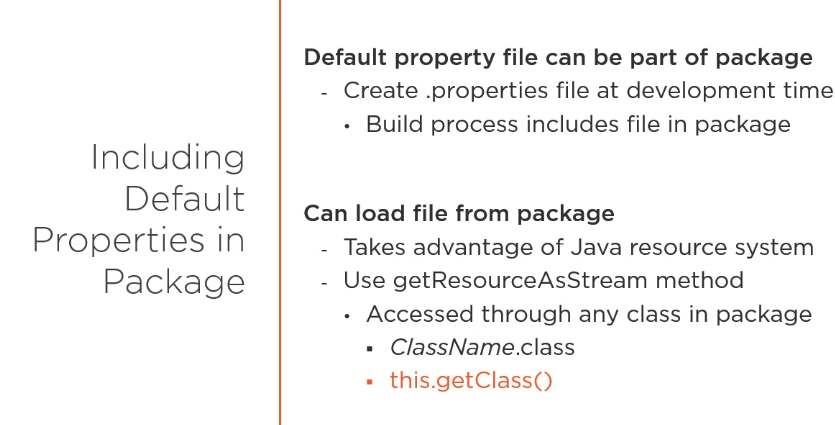 Including
Default
Properties in
Package
Default property file can be part of package
- Create .properties file at development time
• Build process includes file in package
Can load file from package
- Takes advantage of Java resource system
- Use getResourceAsStream method
• Accessed through any class in package
▪ ClassName.class
▪ this.getClass()